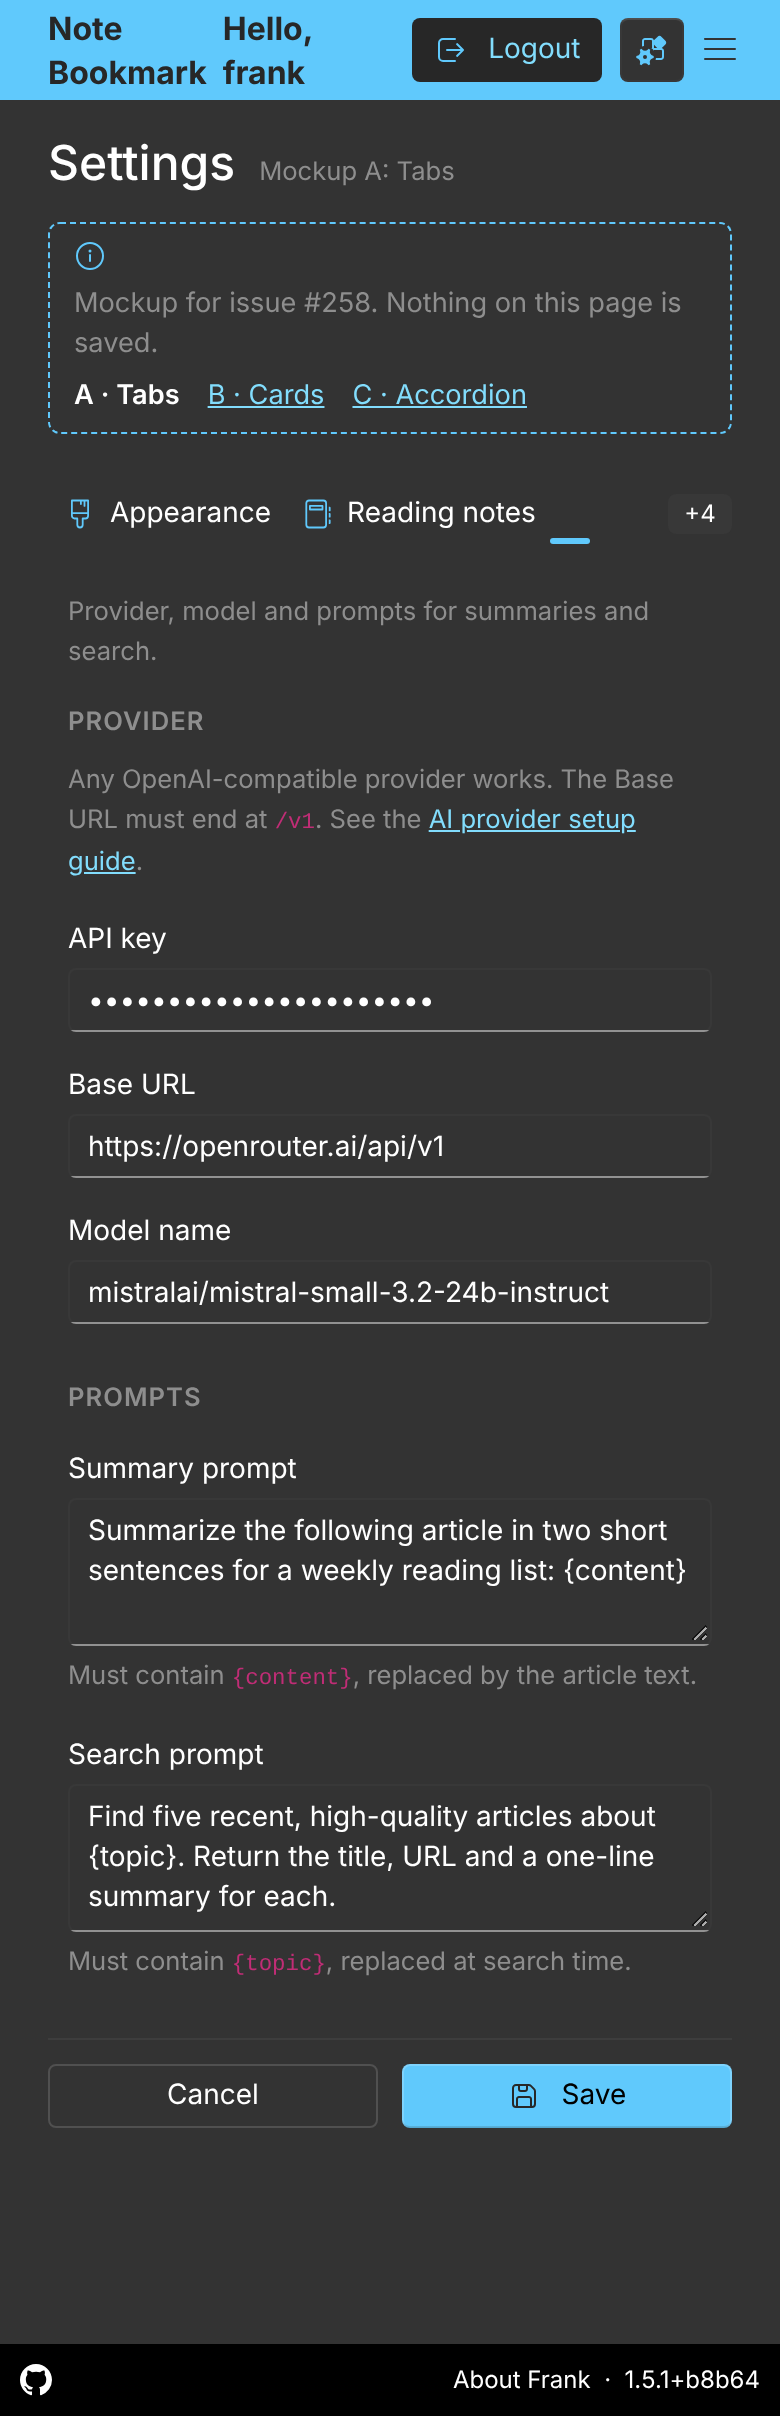 Note Bookmark
Hello, frank
Logout
Settings Mockup A: Tabs
Mockup for issue #258. Nothing on this page is
saved.
A · Tabs B · Cards C · Accordion
Appearance Reading notes +4
Provider, model and prompts for summaries and
search.
PROVIDER
Any OpenAI-compatible provider works. The Base
URL must end at /v1. See the AI provider setup
guide.
API key
••••••••••••••••••••••
Base URL
https://openrouter.ai/api/v1
Model name
mistralai/mistral-small-3.2-24b-instruct
PROMPTS
Summary prompt
Summarize the following article in two short
sentences for a weekly reading list: {content}
Must contain {content}, replaced by the article text.
Search prompt
Find five recent, high-quality articles about
{topic}. Return the title, URL and a one-line
summary for each.
Must contain {topic}, replaced at search time.
Cancel Save
About Frank · 1.5.1+b8b64